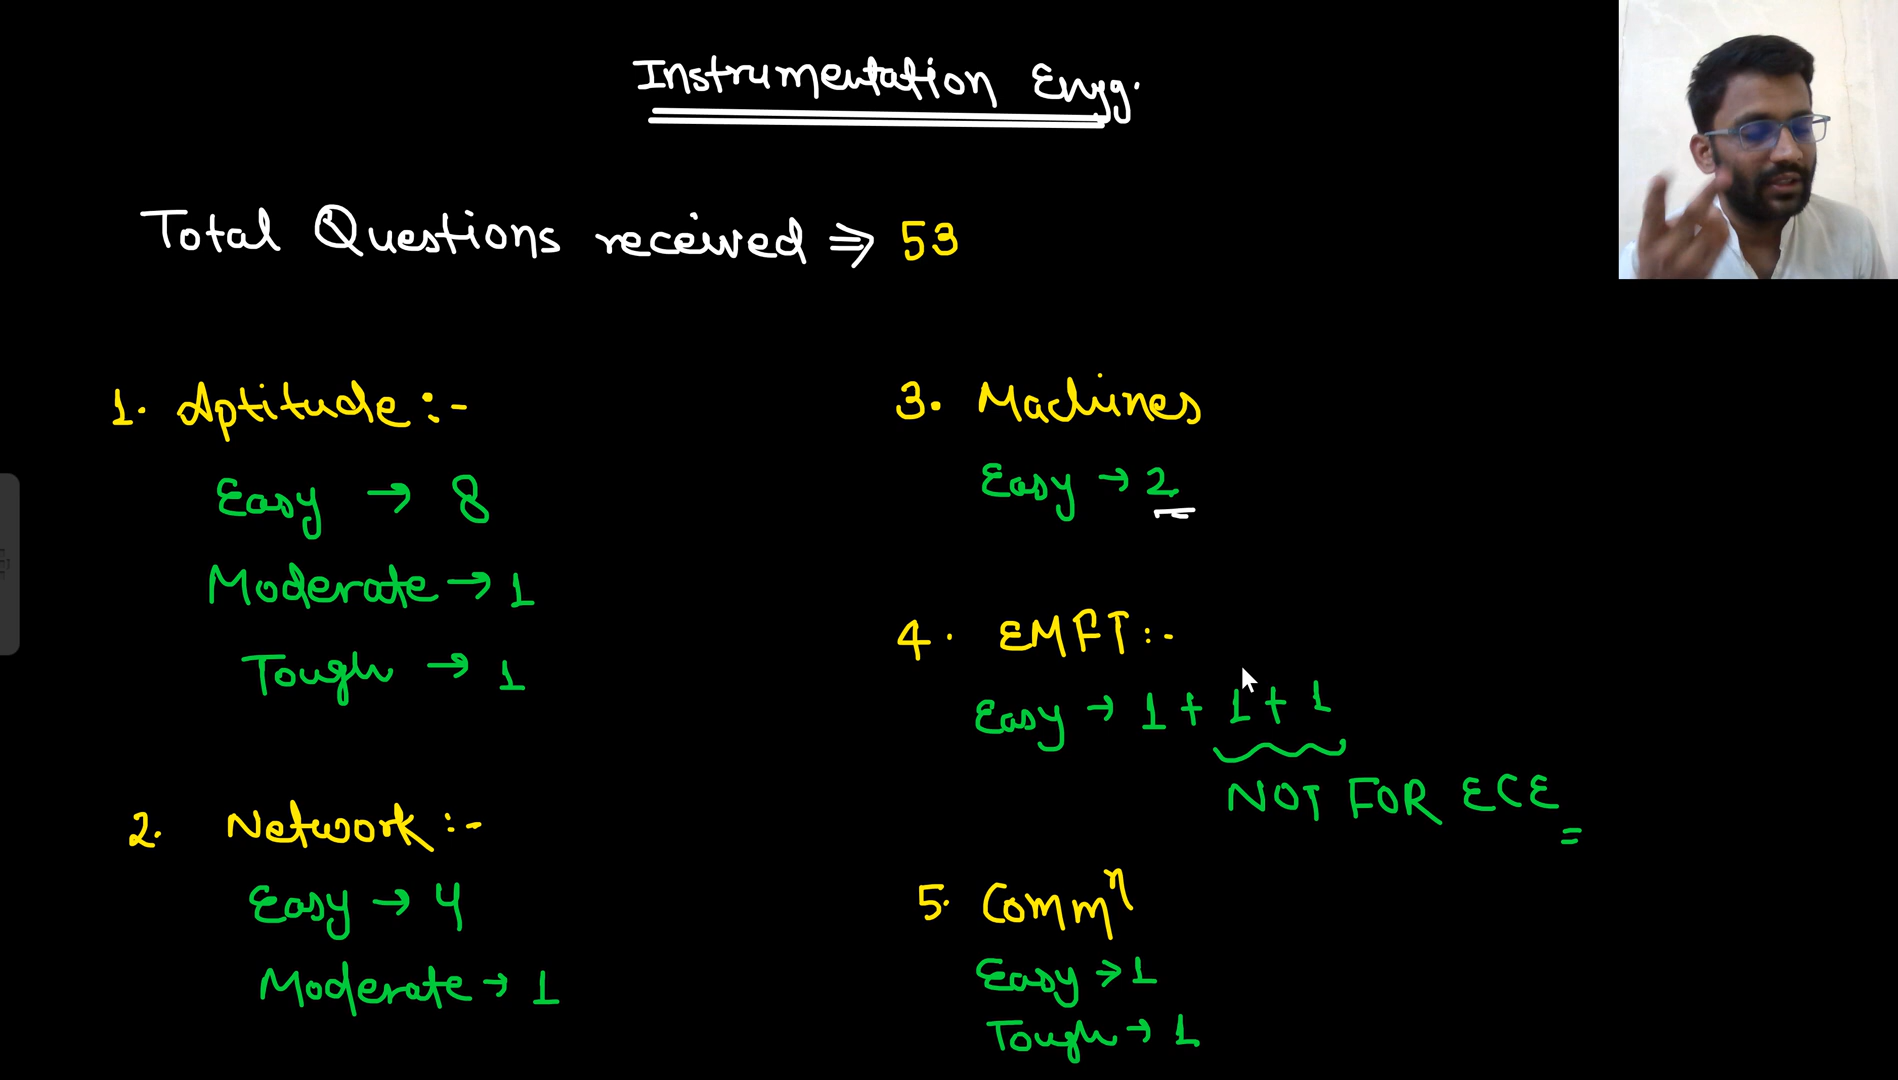 Instrumentation Engg.
Total Questions received ⇒ 53
1. Aptitude :-
Easy → 8
Moderate → 1
Tough → 1
2. Network :-
Easy → 4
Moderate → 1
3. Machines
Easy → 2
4. EMFT :-
Easy → 1 + 1 + 1
NOT FOR ECE
5. Commⁿ
Easy → 1
Tough → 1